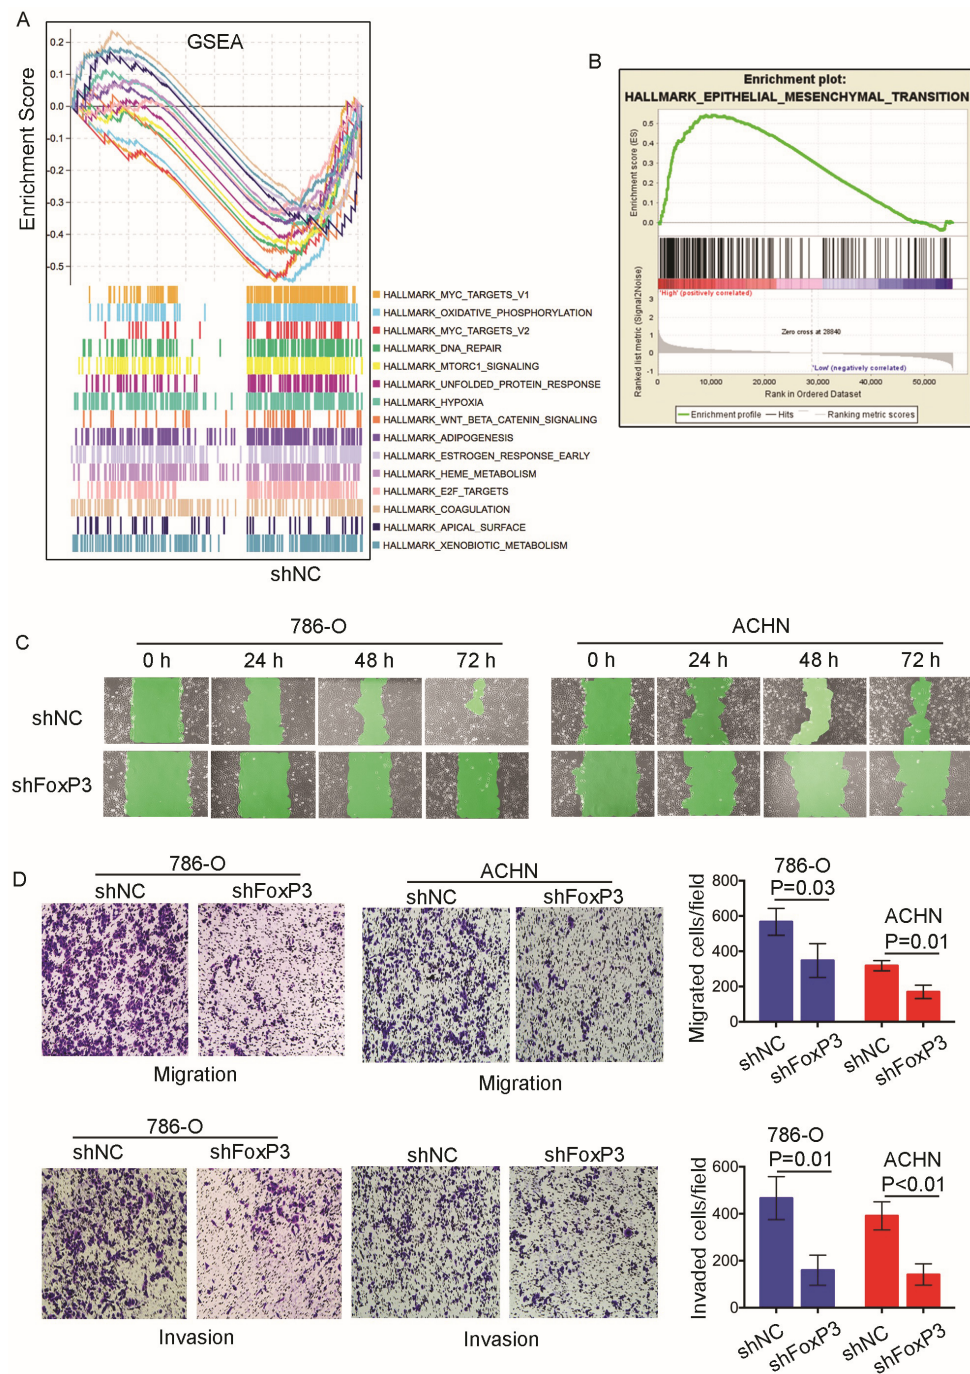 A
GSEA
0.2
0.1
0.0
-0.1
-0.2
-0.3
-0.4
-0.5
Enrichment Score
HALLMARK_MYC_TARGETS_V1
HALLMARK_OXIDATIVE_PHOSPHORYLATION
HALLMARK_MYC_TARGETS_V2
HALLMARK_DNA_REPAIR
HALLMARK_MTORC1_SIGNALING
HALLMARK_UNFOLDED_PROTEIN_RESPONSE
HALLMARK_HYPOXIA
HALLMARK_WNT_BETA_CATENIN_SIGNALING
HALLMARK_ADIPOGENESIS
HALLMARK_ESTROGEN_RESPONSE_EARLY
HALLMARK_HEME_METABOLISM
HALLMARK_E2F_TARGETS
HALLMARK_COAGULATION
HALLMARK_APICAL_SURFACE
HALLMARK_XENOBIOTIC_METABOLISM
shNC
B
Enrichment plot:
HALLMARK_EPITHELIAL_MESENCHYMAL_TRANSITION
Enrichment score (ES)
0.5
0.4
0.3
0.2
0.1
0.0
'High' (positively correlated)
Ranked list metric (Signal2Noise)
3
2
1
0
-1
Zero cross at 28840
'Low' (negatively correlated)
0 10,000 20,000 30,000 40,000 50,000
Rank in Ordered Dataset
Enrichment profile Hits Ranking metric scores
C
786-O ACHN
0 h 24 h 48 h 72 h 0 h 24 h 48 h 72 h
shNC
shFoxP3
D
786-O
shNC shFoxP3
Migration
ACHN
shNC shFoxP3
Migration
Migrated cells/field
800
600
400
200
0
786-O
P=0.03
ACHN
P=0.01
shNC shFoxP3 shNC shFoxP3
786-O
shNC shFoxP3
Invasion
shNC shFoxP3
Invasion
Invaded cells/field
600
400
200
0
786-O
P=0.01
ACHN
P<0.01
shNC shFoxP3 shNC shFoxP3